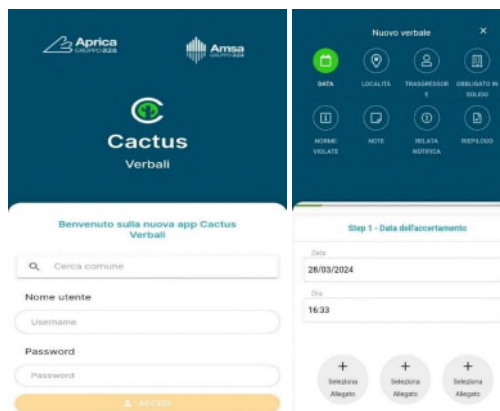 Aprica
GRUPPO A2A
Amsa
GRUPPO A2A
Cactus
Verbali
Benvenuto sulla nuova app Cactus
Verbali
Cerca comune
Nome utente
Username
Password
Password
ACCEDI
Nuovo verbale
DATA
LOCALITÀ
TRASGRESSOR
E
OBBLIGATO IN
SOLIDO
NORME
VIOLATE
NOTE
RELATA
NOTIFICA
RIEPILOGO
Step 1 - Data dell'accertamento
Data
28/03/2024
Ora
16:33
Seleziona
Allegato
Seleziona
Allegato
Seleziona
Allegato